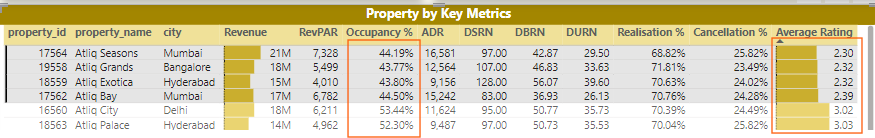 Property by Key Metrics
property_id property_name city Revenue RevPAR Occupancy % ADR DSRN DBRN DURN Realisation % Cancellation % Average Rating
17564 Atliq Seasons Mumbai 21M 7,328 44.19% 16,581 97.00 42.87 29.50 68.82% 25.82% 2.30
19558 Atliq Grands Bangalore 18M 5,499 43.77% 12,564 107.00 46.83 33.63 71.81% 23.49% 2.32
18559 Atliq Exotica Hyderabad 15M 4,010 43.80% 9,156 128.00 56.07 39.60 70.63% 24.02% 2.32
17562 Atliq Bay Mumbai 17M 6,782 44.50% 15,242 83.00 36.93 26.13 70.76% 24.28% 2.39
16560 Atliq City Delhi 18M 6,211 53.44% 11,624 95.00 50.77 35.73 70.39% 24.49% 3.02
18563 Atliq Palace Hyderabad 14M 4,962 52.30% 9,487 97.00 50.73 35.53 70.04% 25.82% 3.03